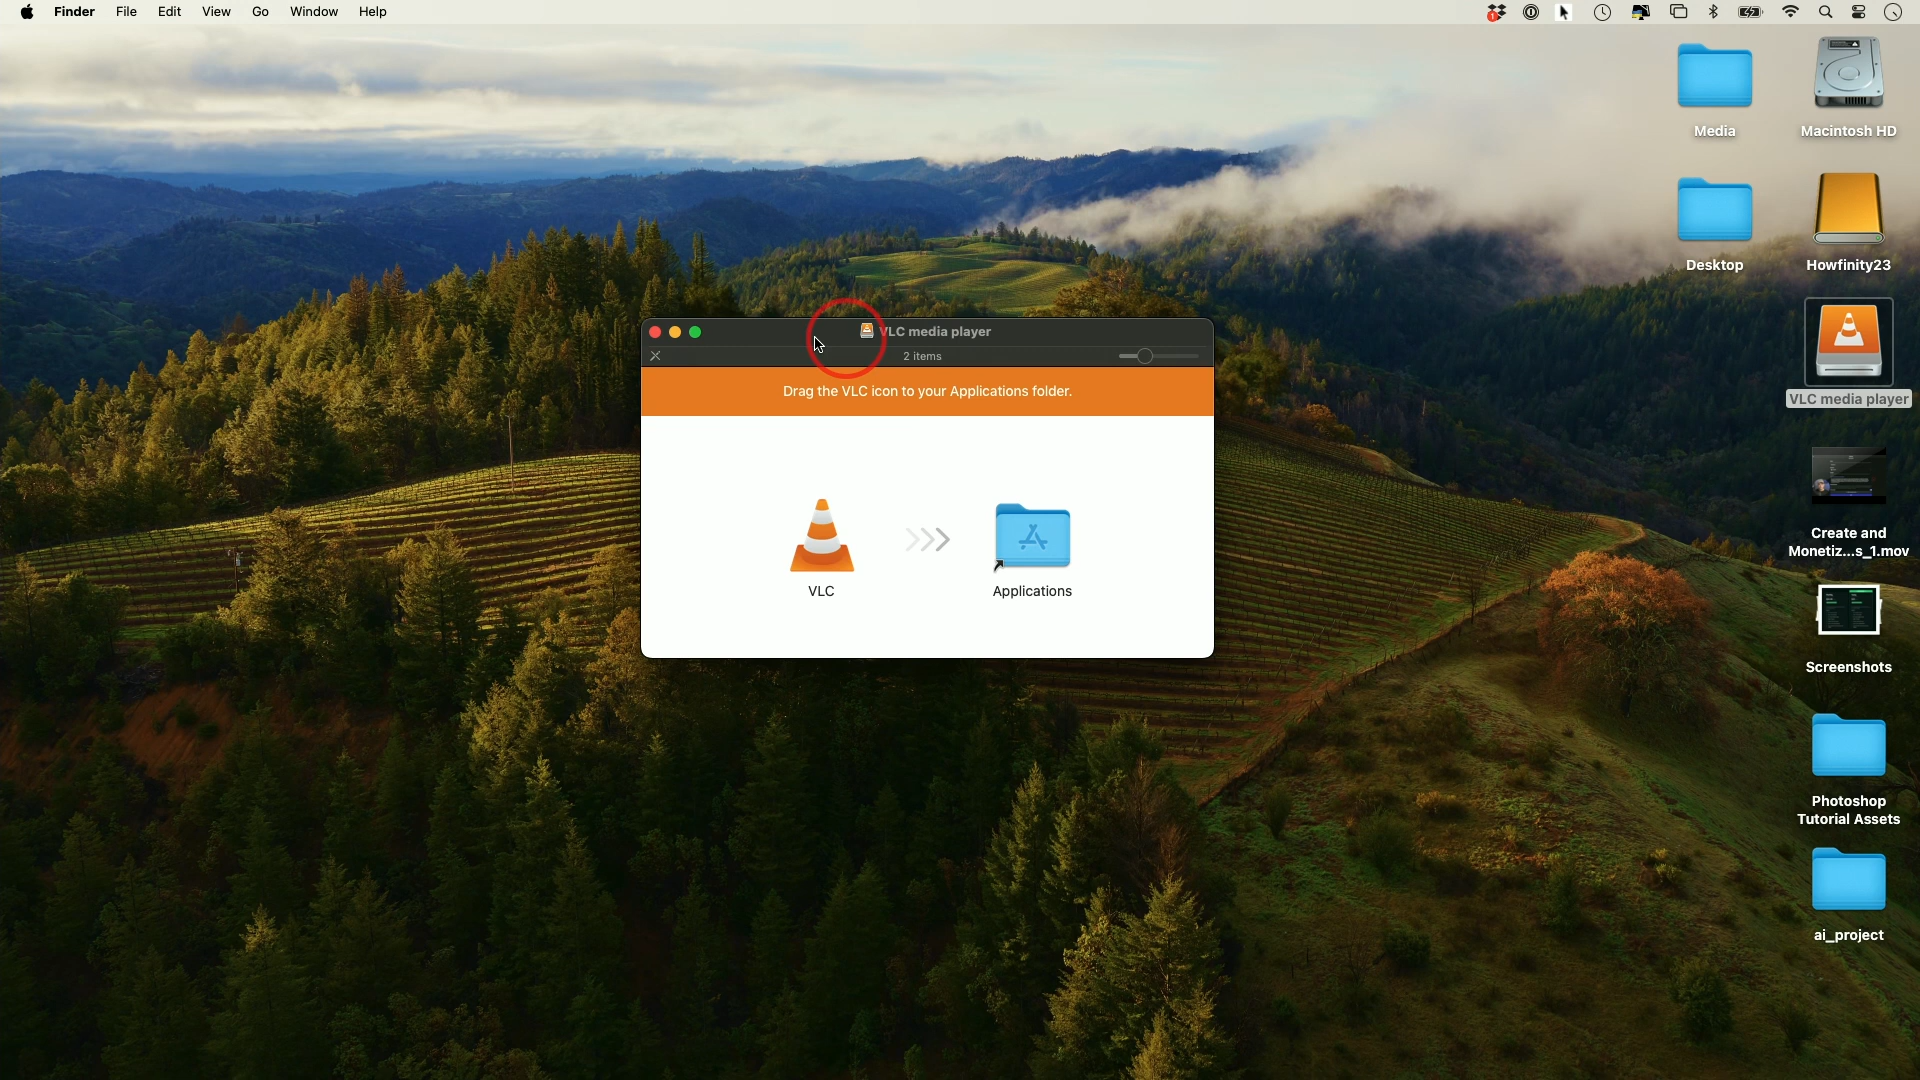 Finder File Edit View Go Window Help
1
Media
Macintosh HD
Desktop
Howfinity23
VLC media player
VLC media player
2 items
Drag the VLC icon to your Applications folder.
VLC
Applications
Create and
Monetiz...s_1.mov
Screenshots
Photoshop
Tutorial Assets
ai_project